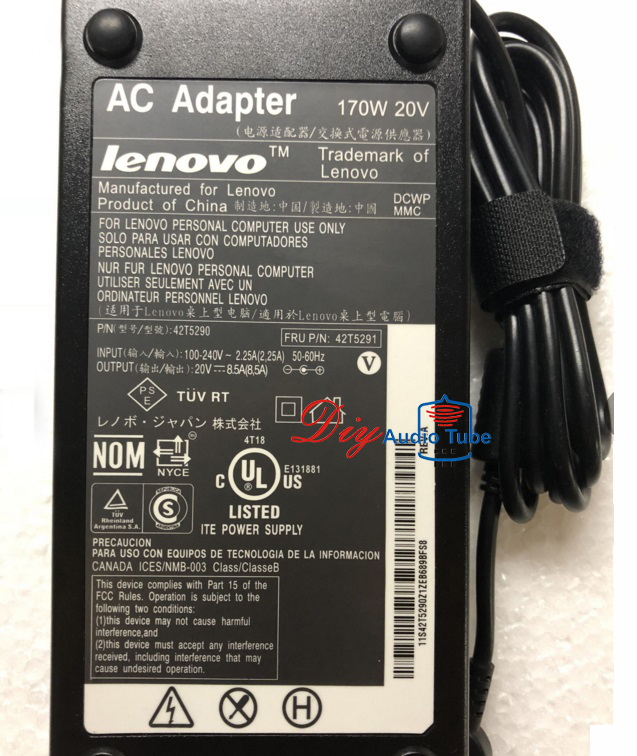 AC Adapter 170W 20V
(电源适配器/交換式電源供應器)
lenovo™ Trademark of
Lenovo
Manufactured for Lenovo
Product of China 制造地:中国/製造地:中國
DCWP
MMC
FOR LENOVO PERSONAL COMPUTER USE ONLY
SOLO PARA USAR CON COMPUTADORES
PERSONALES LENOVO
NUR FUR LENOVO PERSONAL COMPUTER
UTILISER SEULEMENT AVEC UN
ORDINATEUR PERSONNEL LENOVO
(适用于Lenovo桌上型电脑/適用於Lenovo桌上型電腦)
P/N(型号/型號):42T5290
FRU P/N: 42T5291
INPUT(输入/輸入):100-240V~ 2.25A(2,25A) 50-60Hz
OUTPUT(输出/輸出):20V⎓8.5A(8,5A)
V
PS
E
TÜV RT
レノボ・ジャパン 株式会社
Diy Audio Tube
NOM
NYCE
4T18
C UL US
®
E131881
LISTED
ITE POWER SUPPLY
TÜV
Rheinland
Argentina S.A.
REPUBLICA
S
ARGENTINA
PRECAUCION
PARA USO CON EQUIPOS DE TECNOLOGIA DE LA INFORMACION
CANADA ICES/NMB-003 Class/ClasseB
This device complies with Part 15 of the
FCC Rules. Operation is subject to the
following two conditions:
(1)this device may not cause harmful
interference,and
(2)this device must accept any interference
received, including interference that may
cause undesired operation.
11S42T5290Z1ZEB689BFS8
H